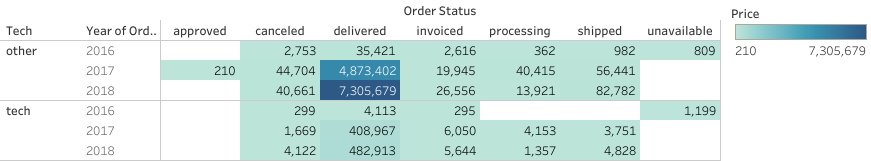 Order Status
Tech Year of Ord.. approved canceled delivered invoiced processing shipped unavailable
other 2016 2,753 35,421 2,616 362 982 809
2017 210 44,704 4,873,402 19,945 40,415 56,441
2018 40,661 7,305,679 26,556 13,921 82,782
tech 2016 299 4,113 295 1,199
2017 1,669 408,967 6,050 4,153 3,751
2018 4,122 482,913 5,644 1,357 4,828
Price
210 7,305,679